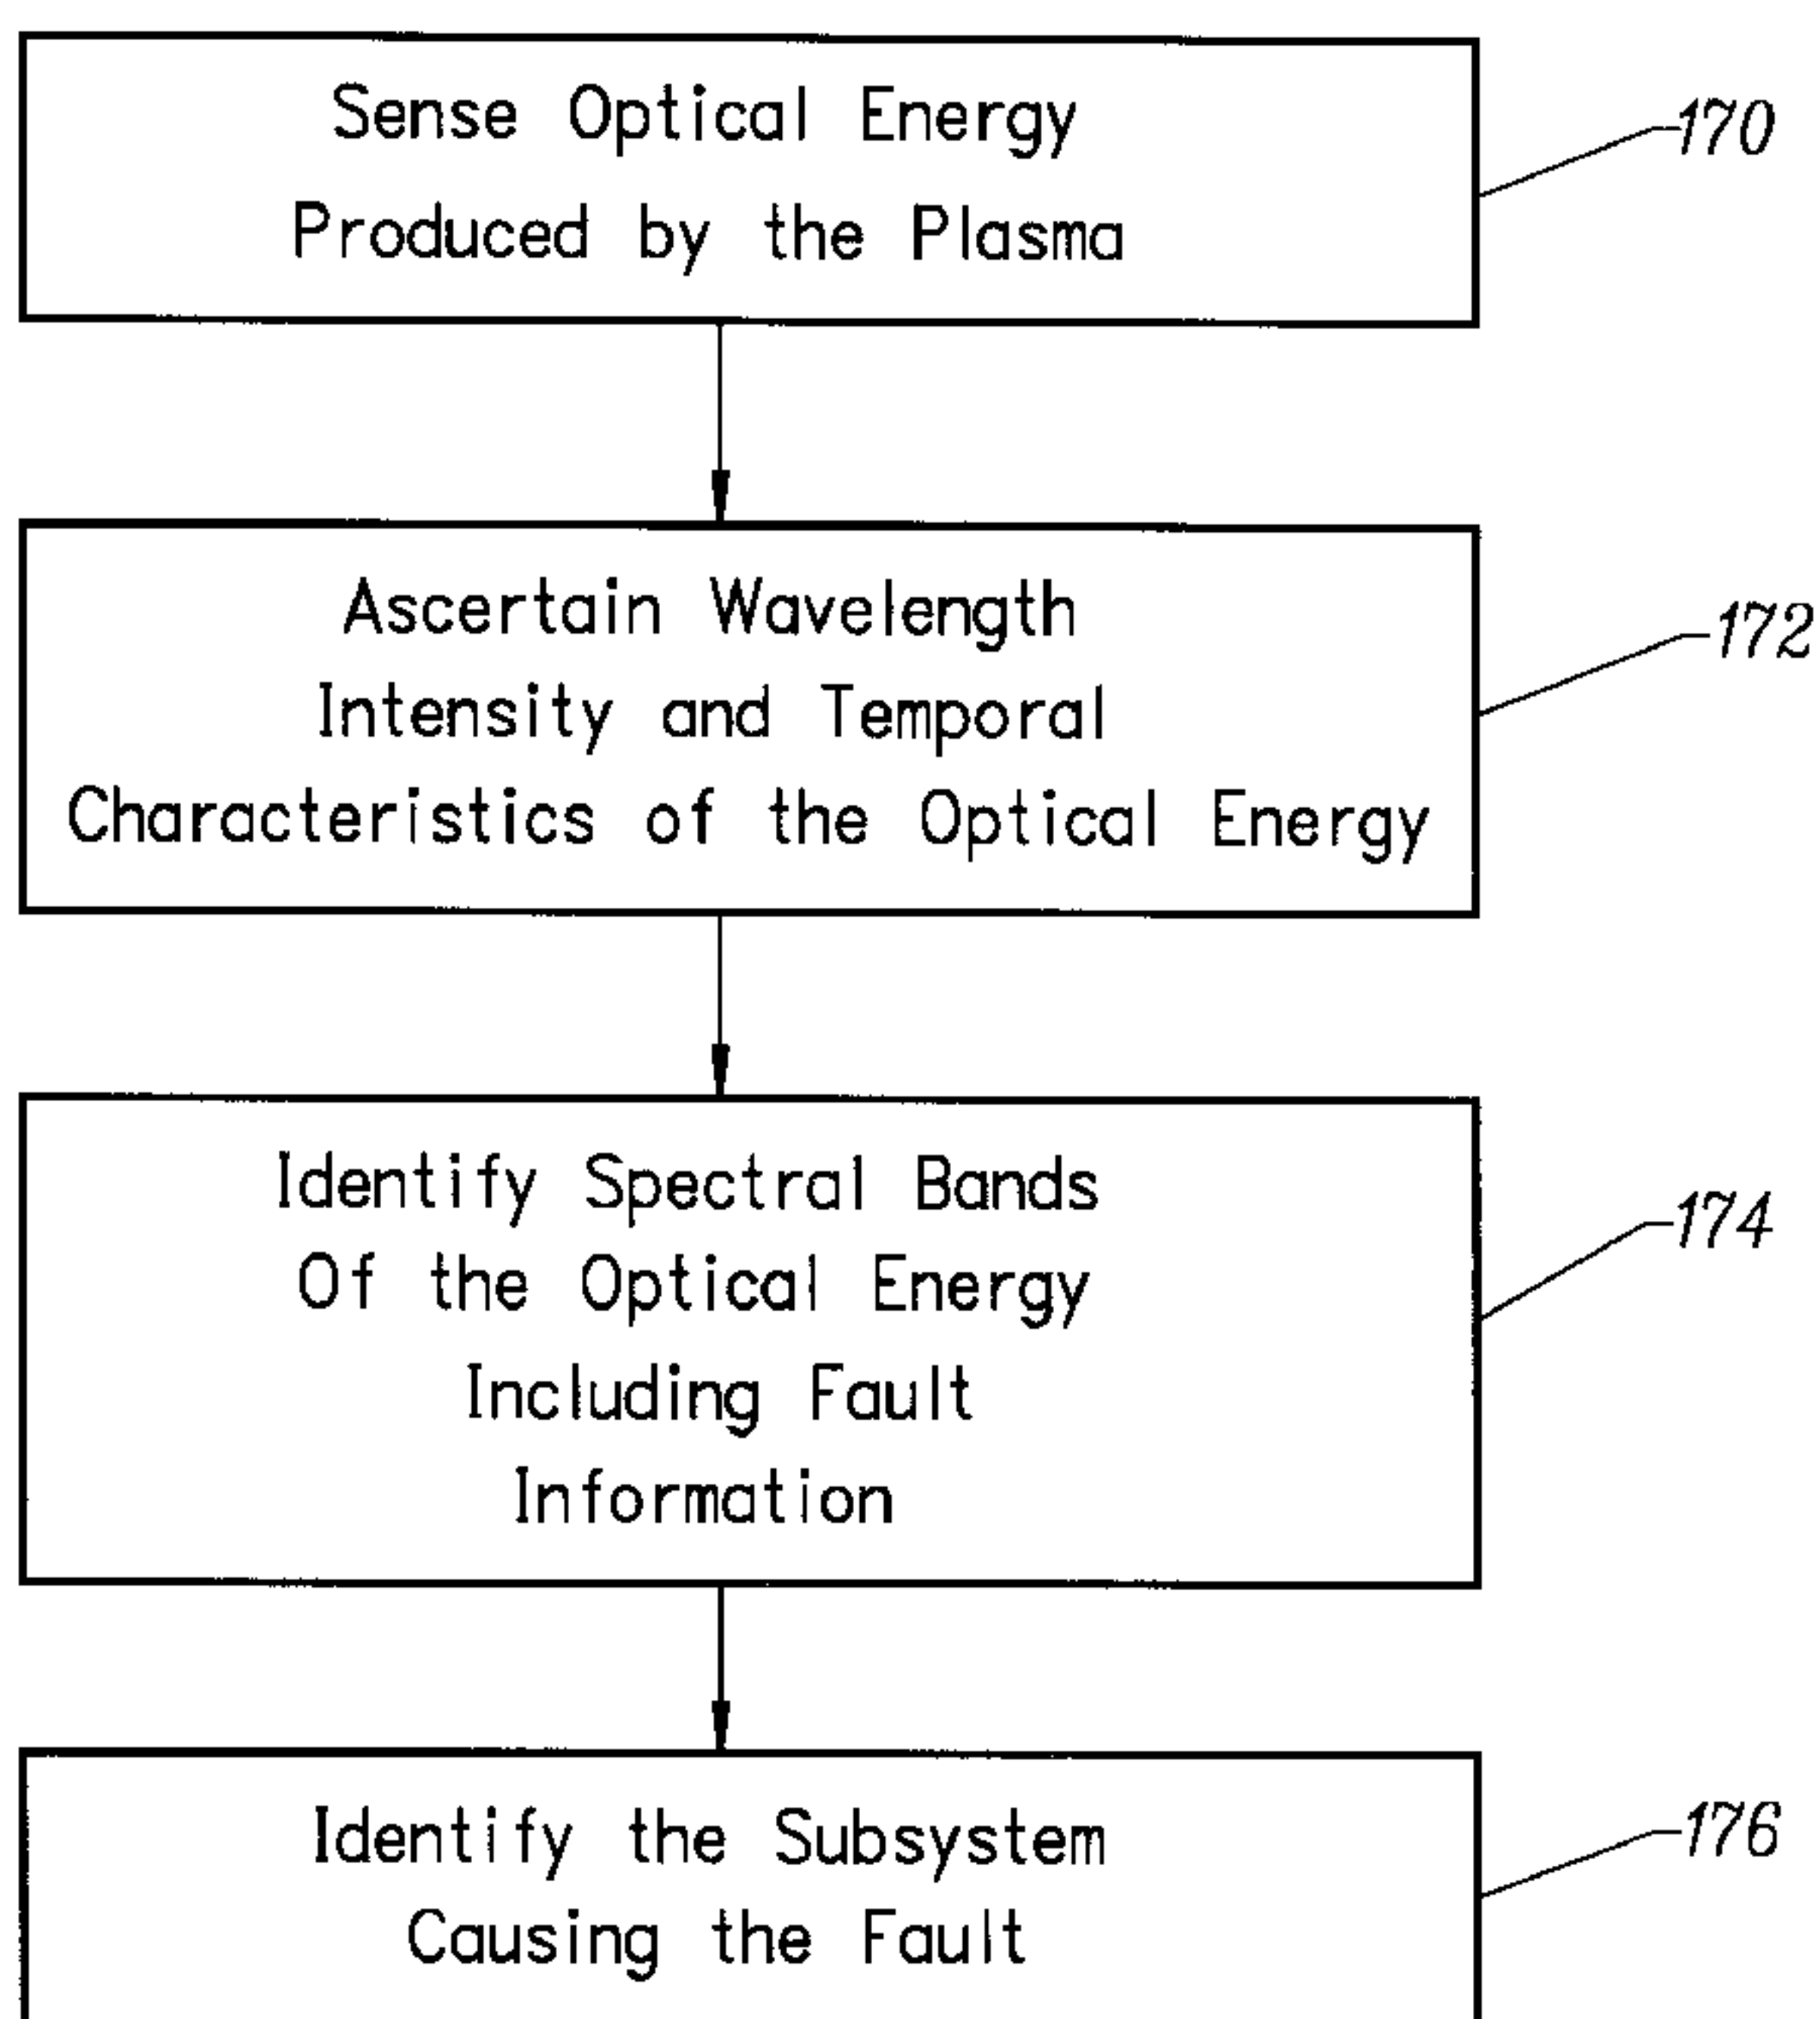 Sense Optical Energy
Produced by the Plasma
170
Ascertain Wavelength
Intensity and Temporal
Characteristics of the Optical Energy
172
Identify Spectral Bands
Of the Optical Energy
Including Fault
Information
174
Identify the Subsystem
Causing the Fault
176